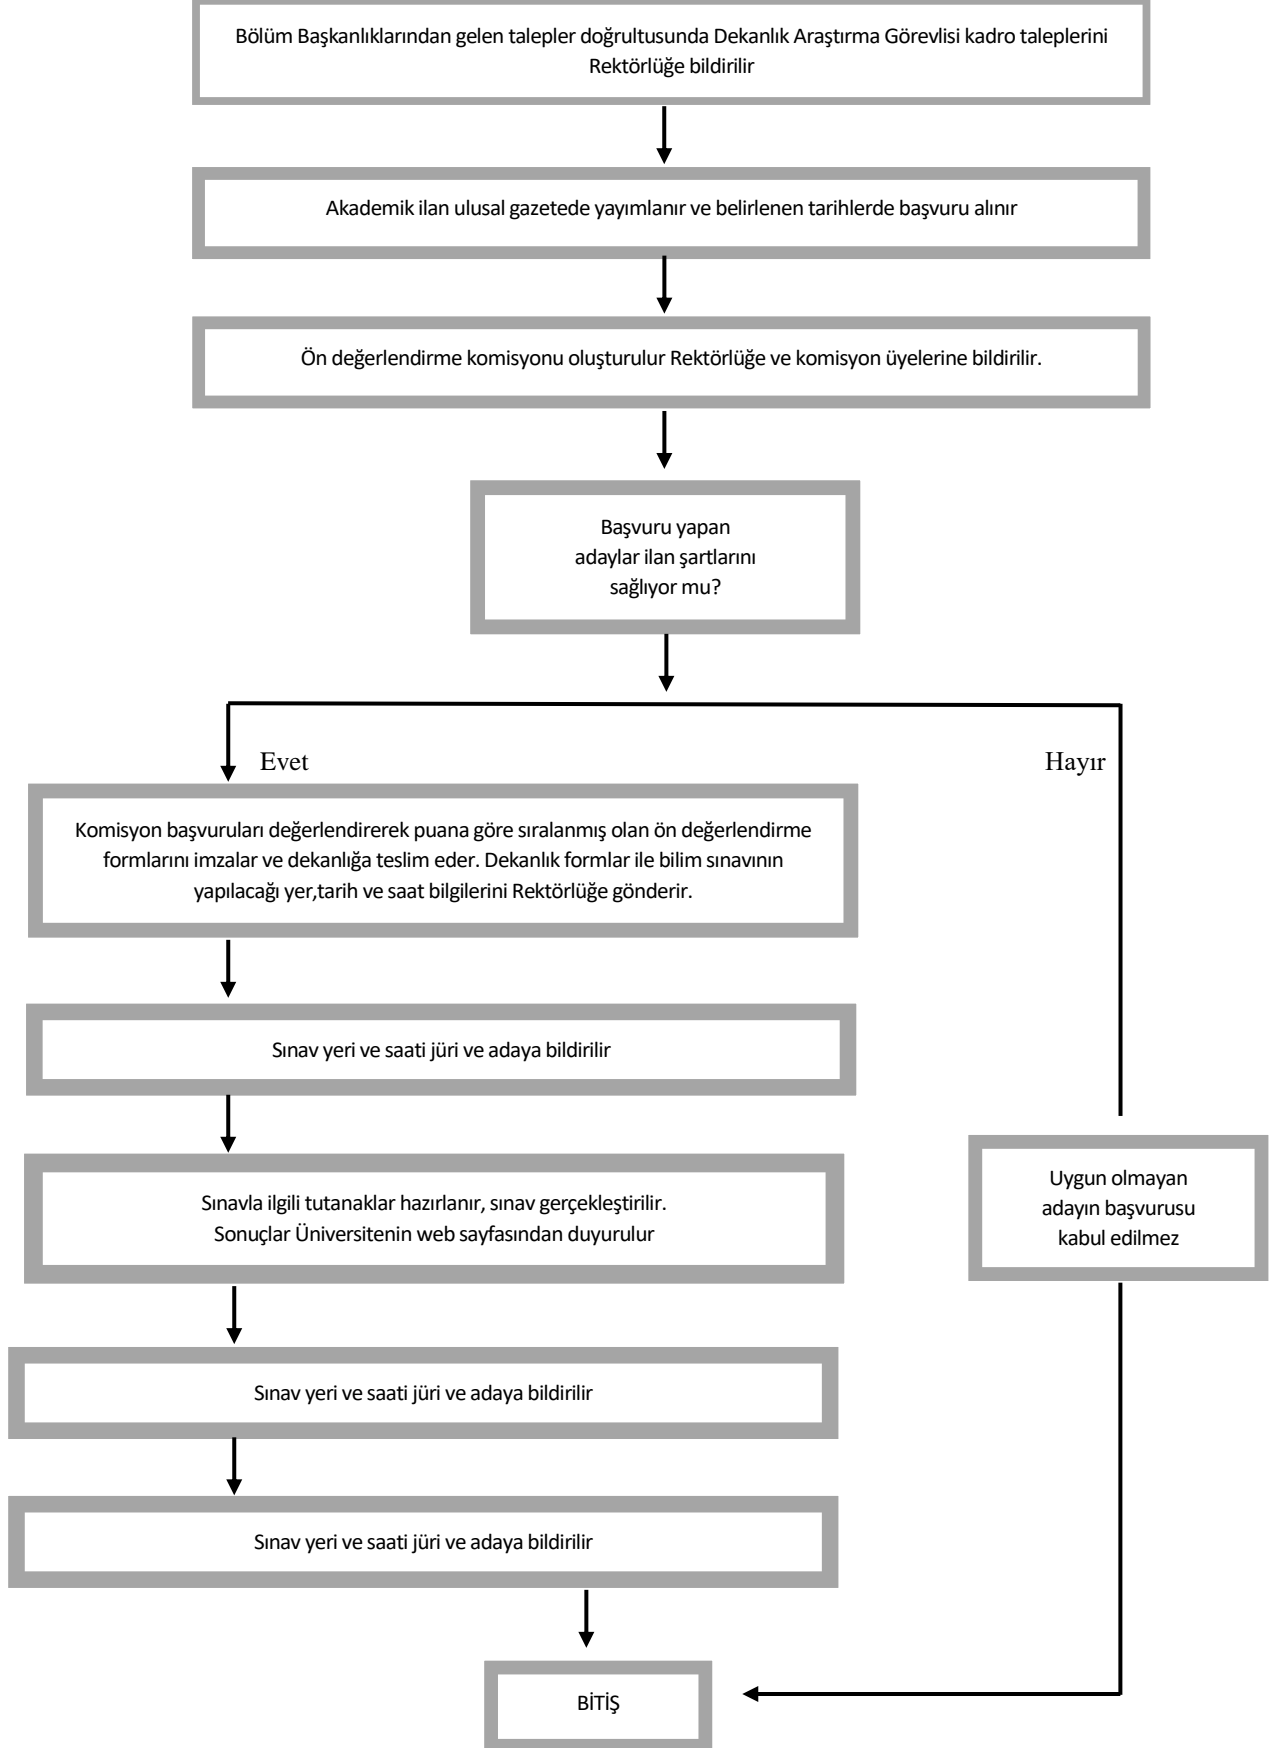 Bölüm Başkanlıklarından gelen talepler doğrultusunda Dekanlık Araştırma Görevlisi kadro taleplerini
Rektörlüğe bildirilir
Akademik ilan ulusal gazetede yayımlanır ve belirlenen tarihlerde başvuru alınır
Ön değerlendirme komisyonu oluşturulur Rektörlüğe ve komisyon üyelerine bildirilir.
Başvuru yapan
adaylar ilan şartlarını
sağlıyor mu?
Evet
Hayır
Komisyon başvuruları değerlendirerek puana göre sıralanmış olan ön değerlendirme
formlarını imzalar ve dekanlığa teslim eder. Dekanlık formlar ile bilim sınavının
yapılacağı yer,tarih ve saat bilgilerini Rektörlüğe gönderir.
Sınav yeri ve saati jüri ve adaya bildirilir
Sınavla ilgili tutanaklar hazırlanır, sınav gerçekleştirilir.
Sonuçlar Üniversitenin web sayfasından duyurulur
Uygun olmayan
adayın başvurusu
kabul edilmez
Sınav yeri ve saati jüri ve adaya bildirilir
Sınav yeri ve saati jüri ve adaya bildirilir
BİTİŞ